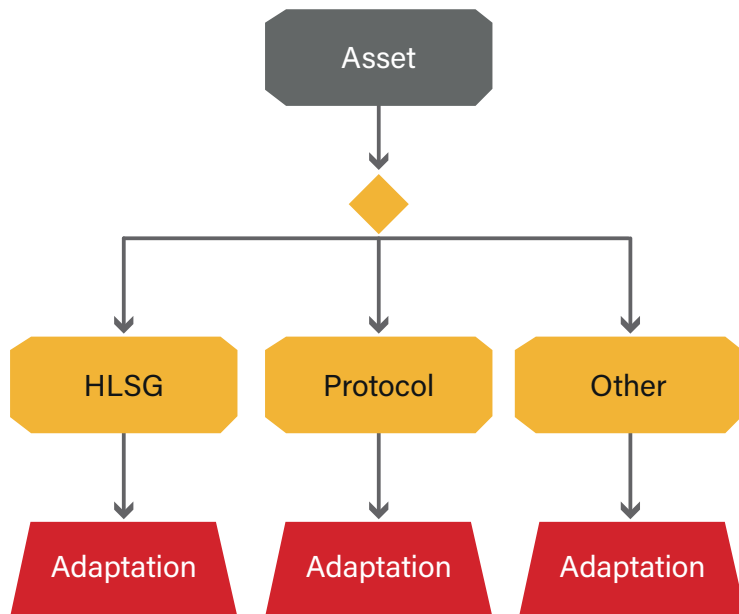 Asset
HLSG
Protocol
Other
Adaptation
Adaptation
Adaptation